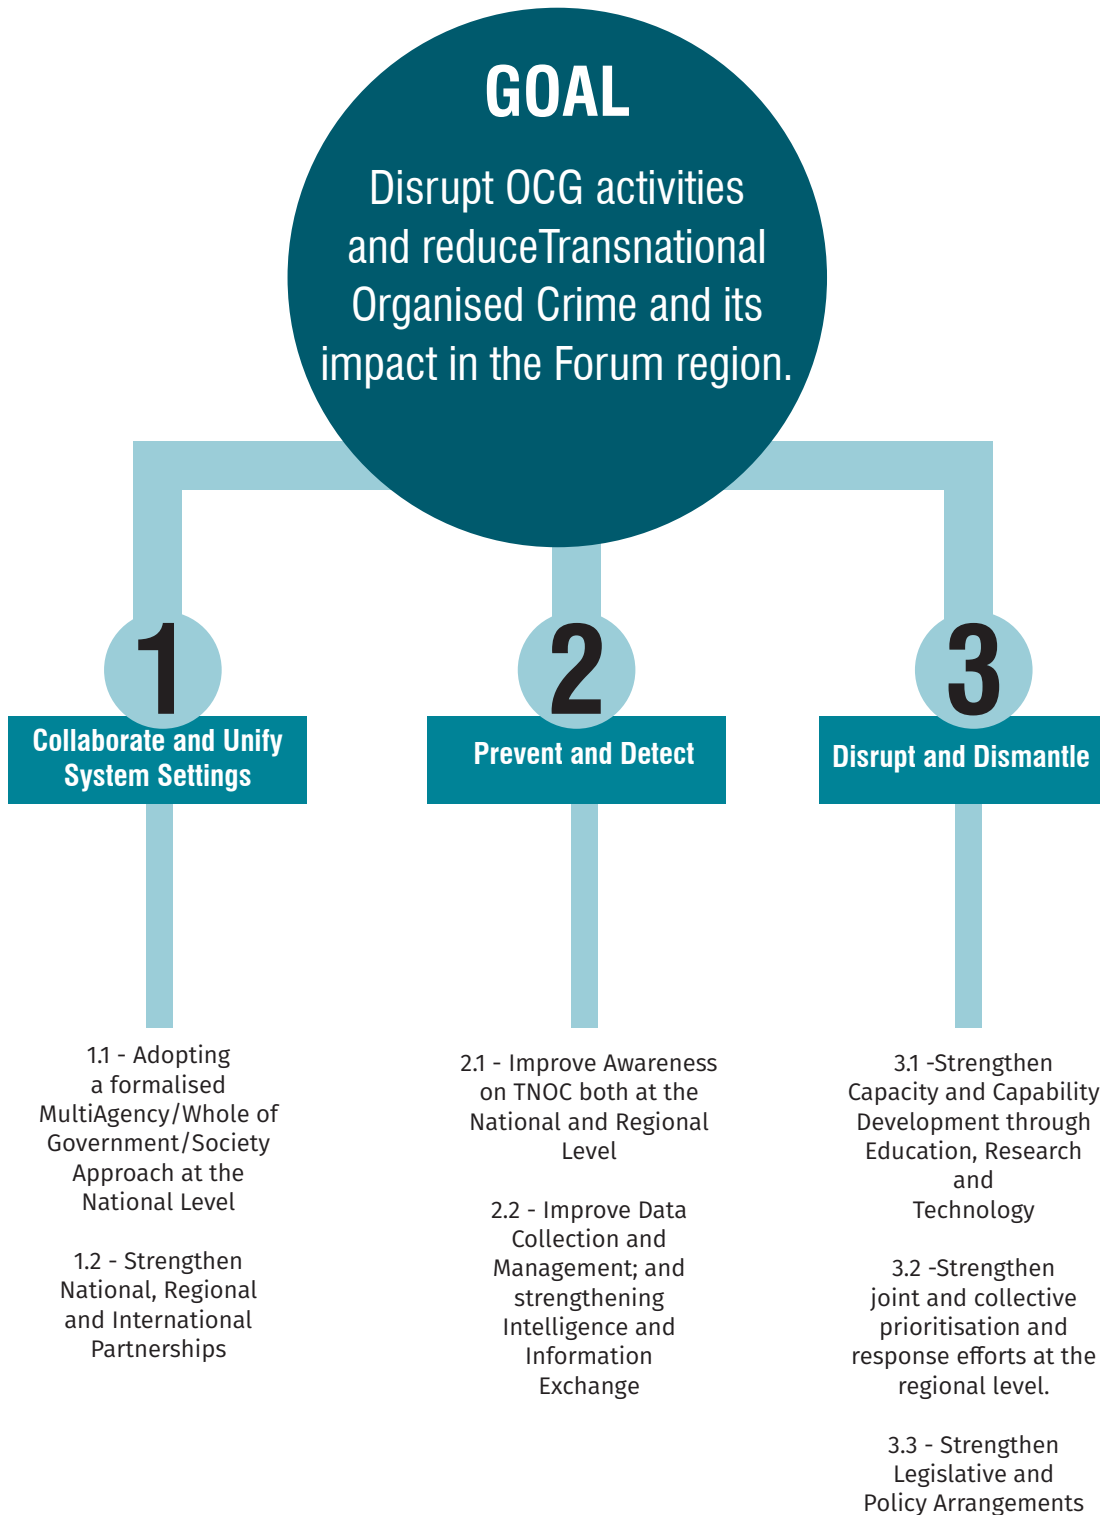 GOAL
Disrupt OCG activities
and reduceTransnational
Organised Crime and its
impact in the Forum region.
1
Collaborate and Unify
System Settings
1.1 - Adopting
a formalised
MultiAgency/Whole of
Government/Society
Approach at the
National Level
1.2 - Strengthen
National, Regional
and International
Partnerships
2
Prevent and Detect
2.1 - Improve Awareness
on TNOC both at the
National and Regional
Level
2.2 - Improve Data
Collection and
Management; and
strengthening
Intelligence and
Information
Exchange
3
Disrupt and Dismantle
3.1 -Strengthen
Capacity and Capability
Development through
Education, Research
and
Technology
3.2 -Strengthen
joint and collective
prioritisation and
response efforts at the
regional level.
3.3 - Strengthen
Legislative and
Policy Arrangements